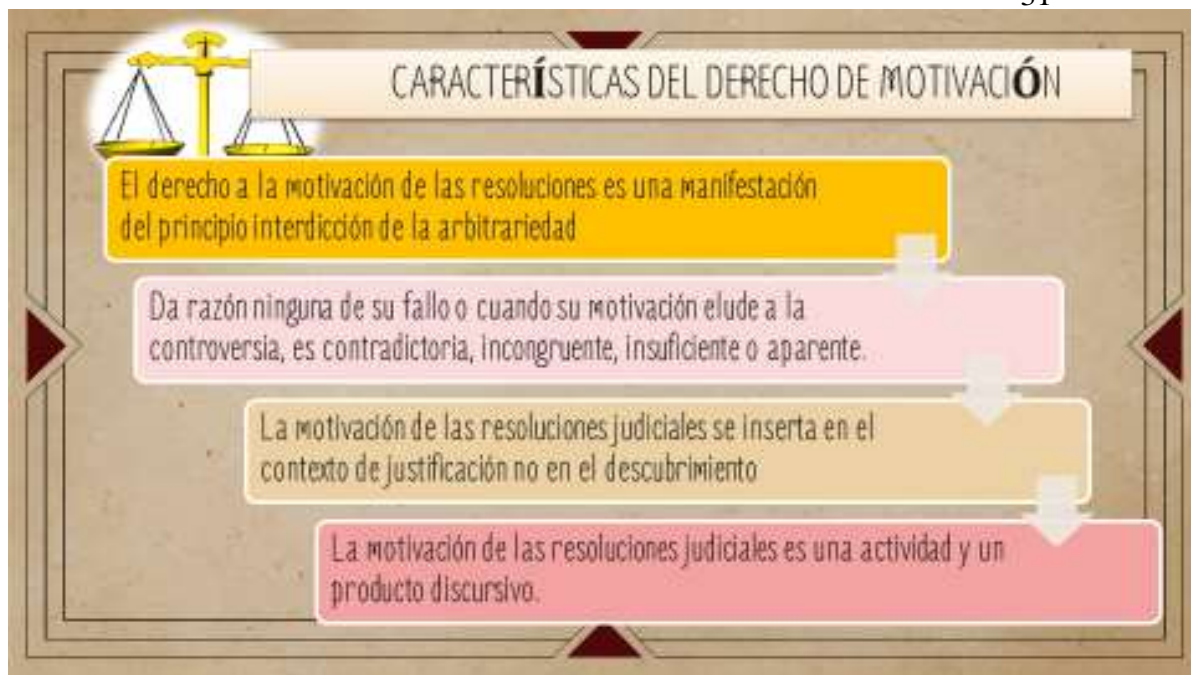 CARACTERÍSTICAS DEL DERECHO DE MOTIVACIÓN
El derecho a la motivación de las resoluciones es una manifestación
del principio interdicción de la arbitrariedad
Da razón ninguna de su fallo o cuando su motivación elude a la
controversia, es contradictoria, incongruente, insuficiente o aparente.
La motivación de las resoluciones judiciales se inserta en el
contexto de justificación no en el descubrimiento
La motivación de las resoluciones judiciales es una actividad y un
producto discursivo.